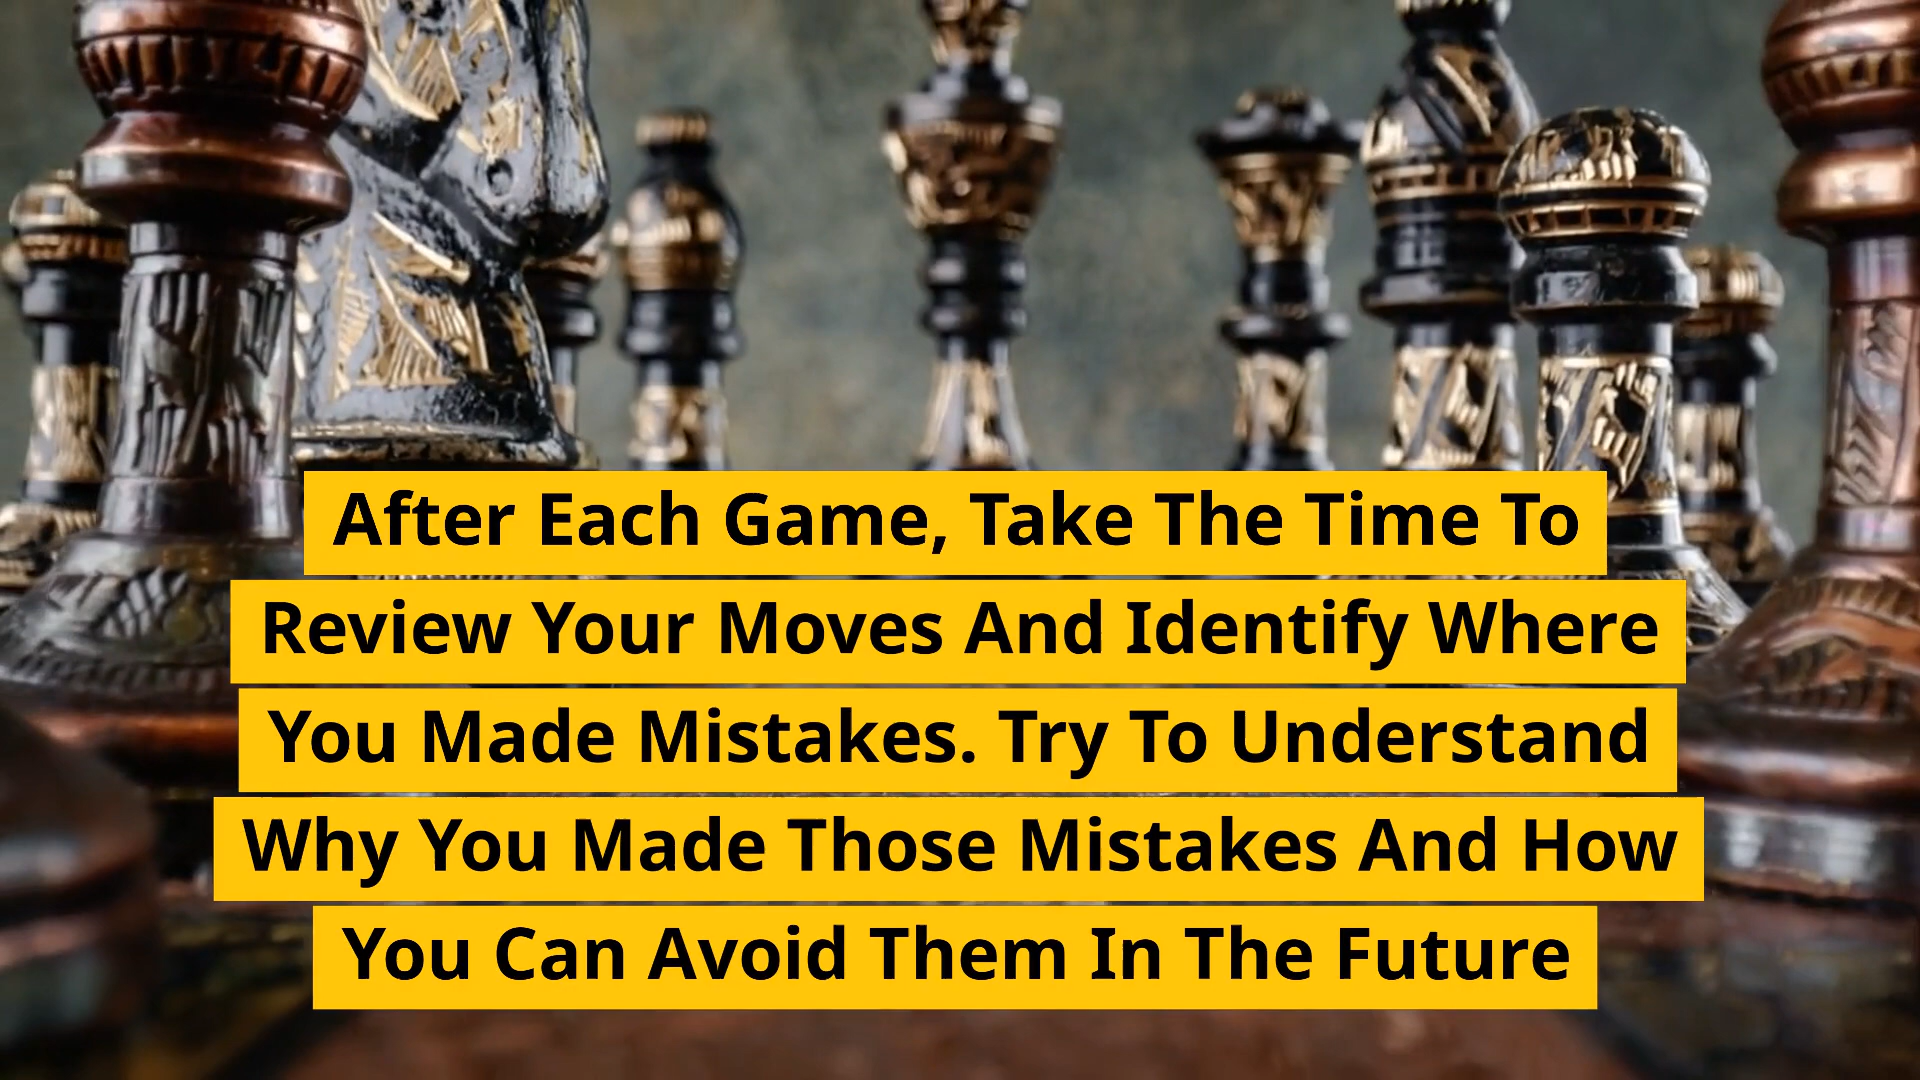 After Each Game, Take The Time To
Review Your Moves And Identify Where
You Made Mistakes. Try To Understand
Why You Made Those Mistakes And How
You Can Avoid Them In The Future